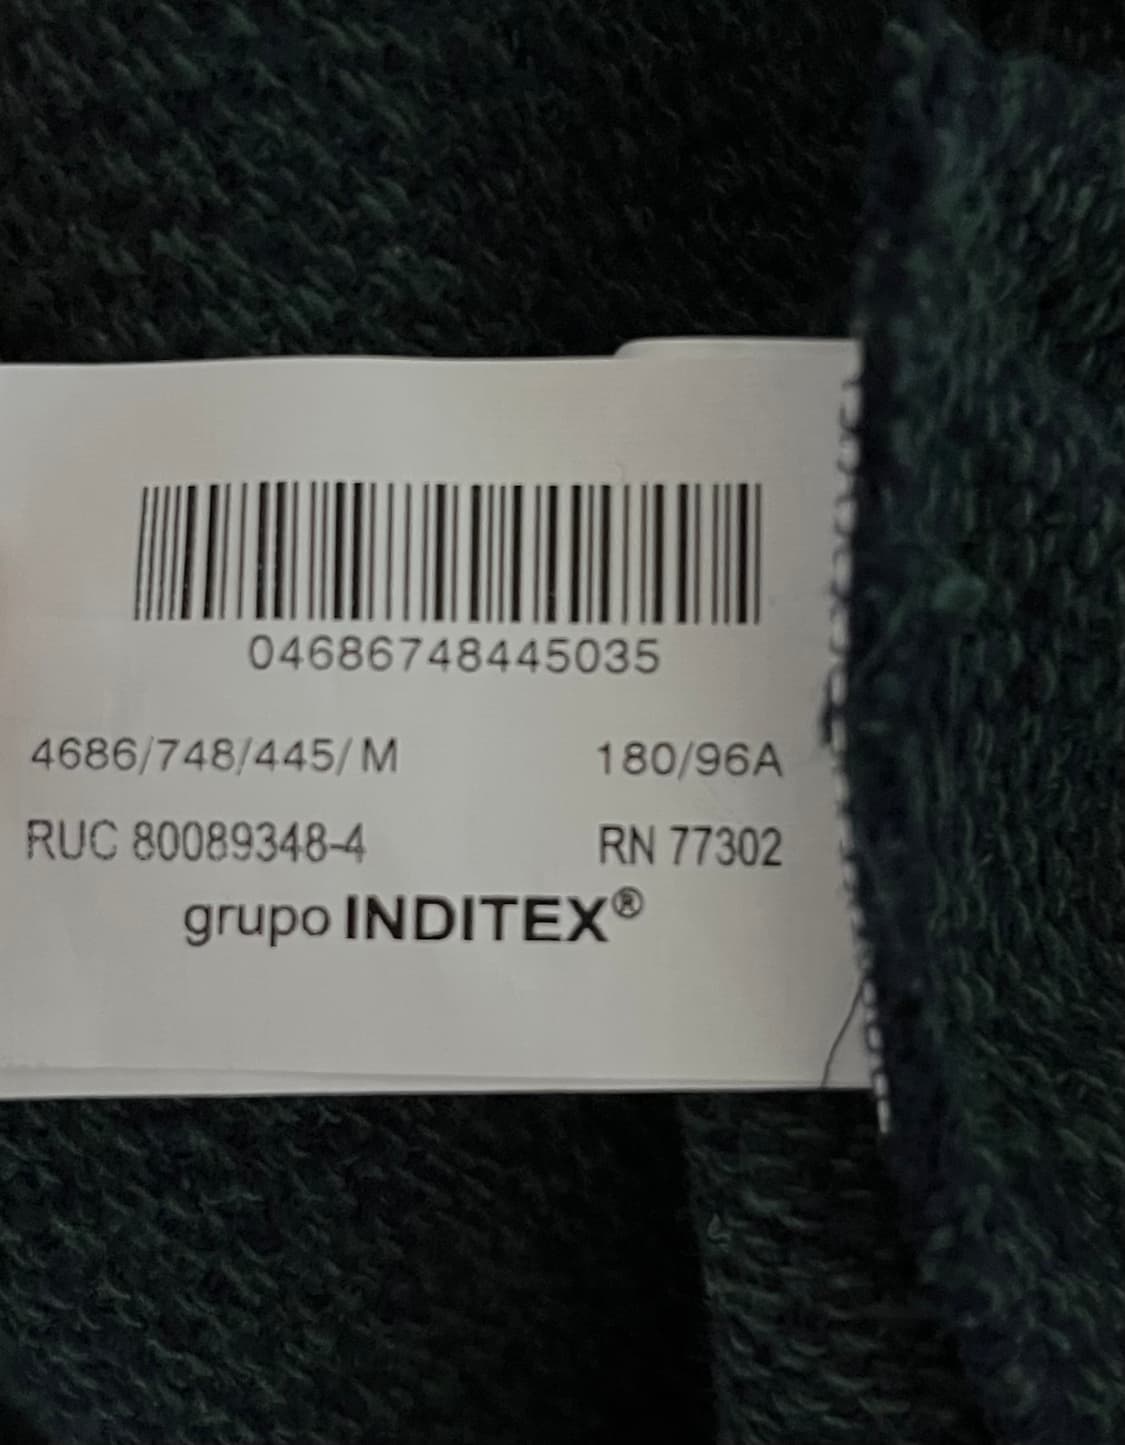 04686748445035
4686/748/445/ M 180/96A
RUC 80089348-4 RN 77302
grupo INDITEX®